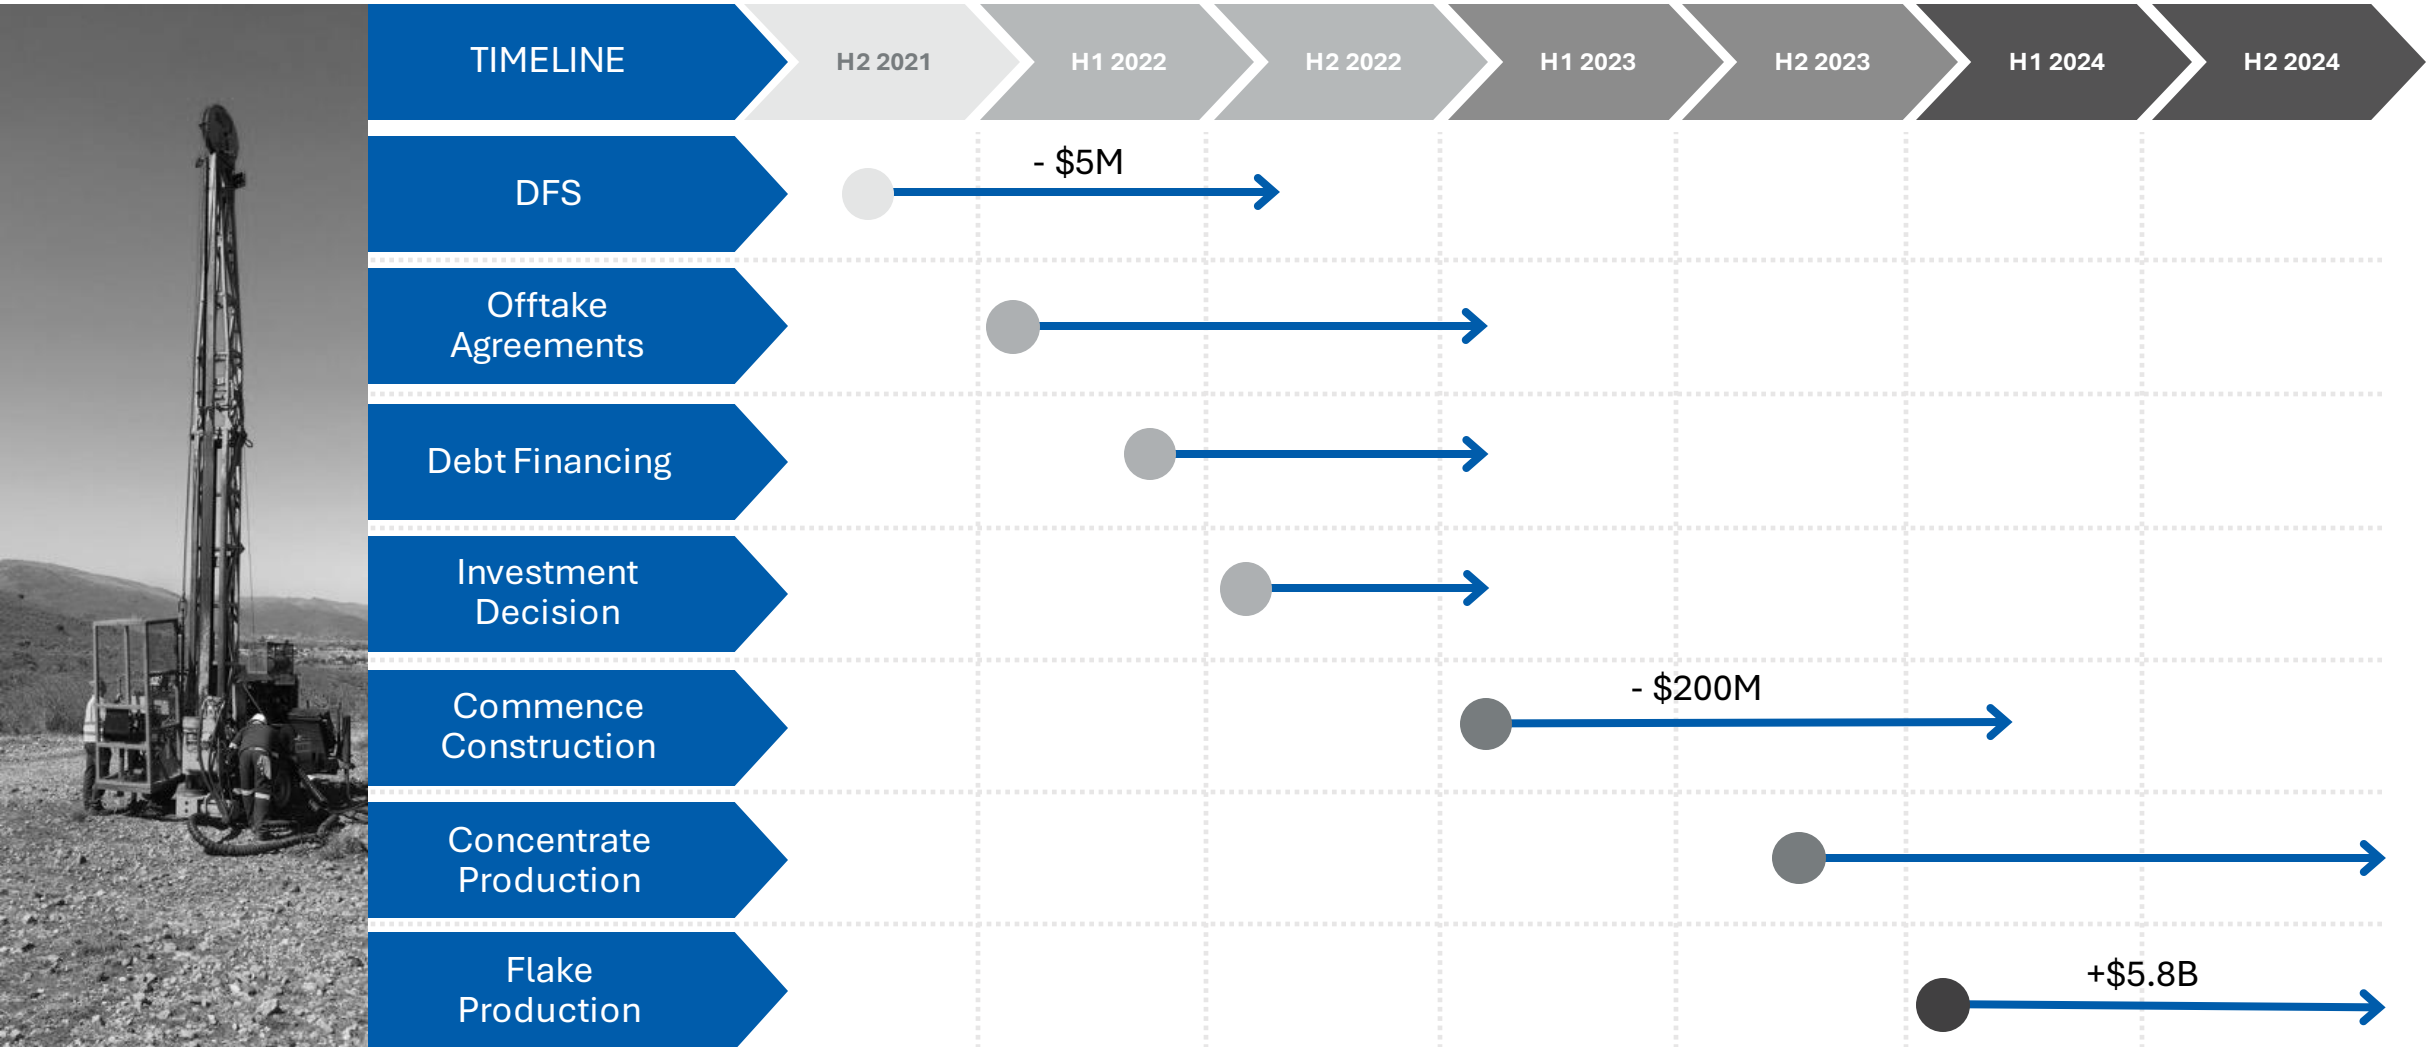 TIMELINE
H2 2021
H1 2022
H2 2022
H1 2023
H2 2023
H1 2024
H2 2024
DFS
- $5M
Offtake
Agreements
Debt Financing
Investment
Decision
Commence
Construction
- $200M
Concentrate
Production
Flake
Production
+$5.8B